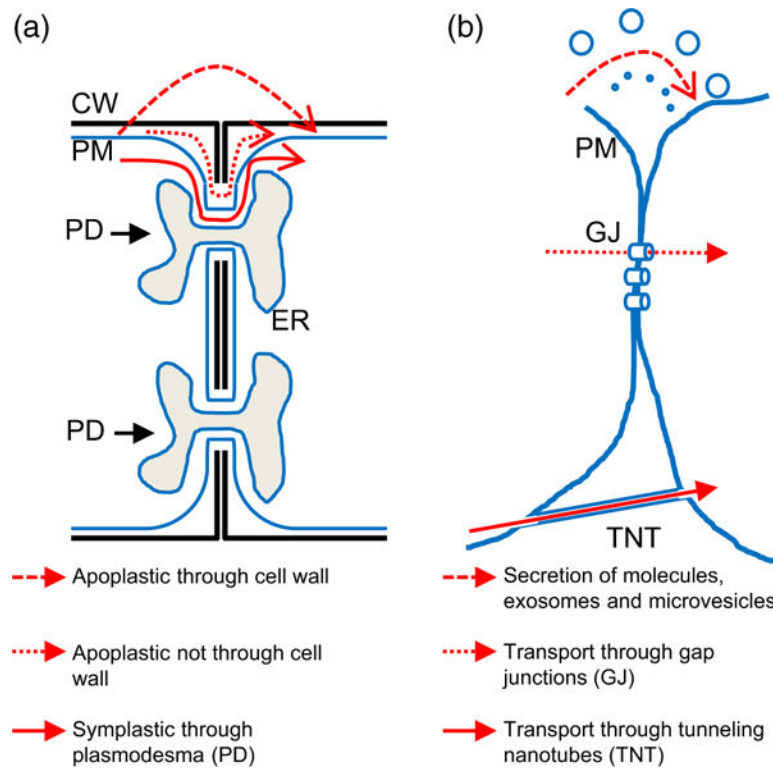 (a)
CW
PM
PD
ER
PD
Apoplastic through cell wall
Apoplastic not through cell
wall
Symplastic through
plasmodesma (PD)
(b)
PM
GJ
TNT
Secretion of molecules,
exosomes and microvesicles
Transport through gap
junctions (GJ)
Transport through tunneling
nanotubes (TNT)